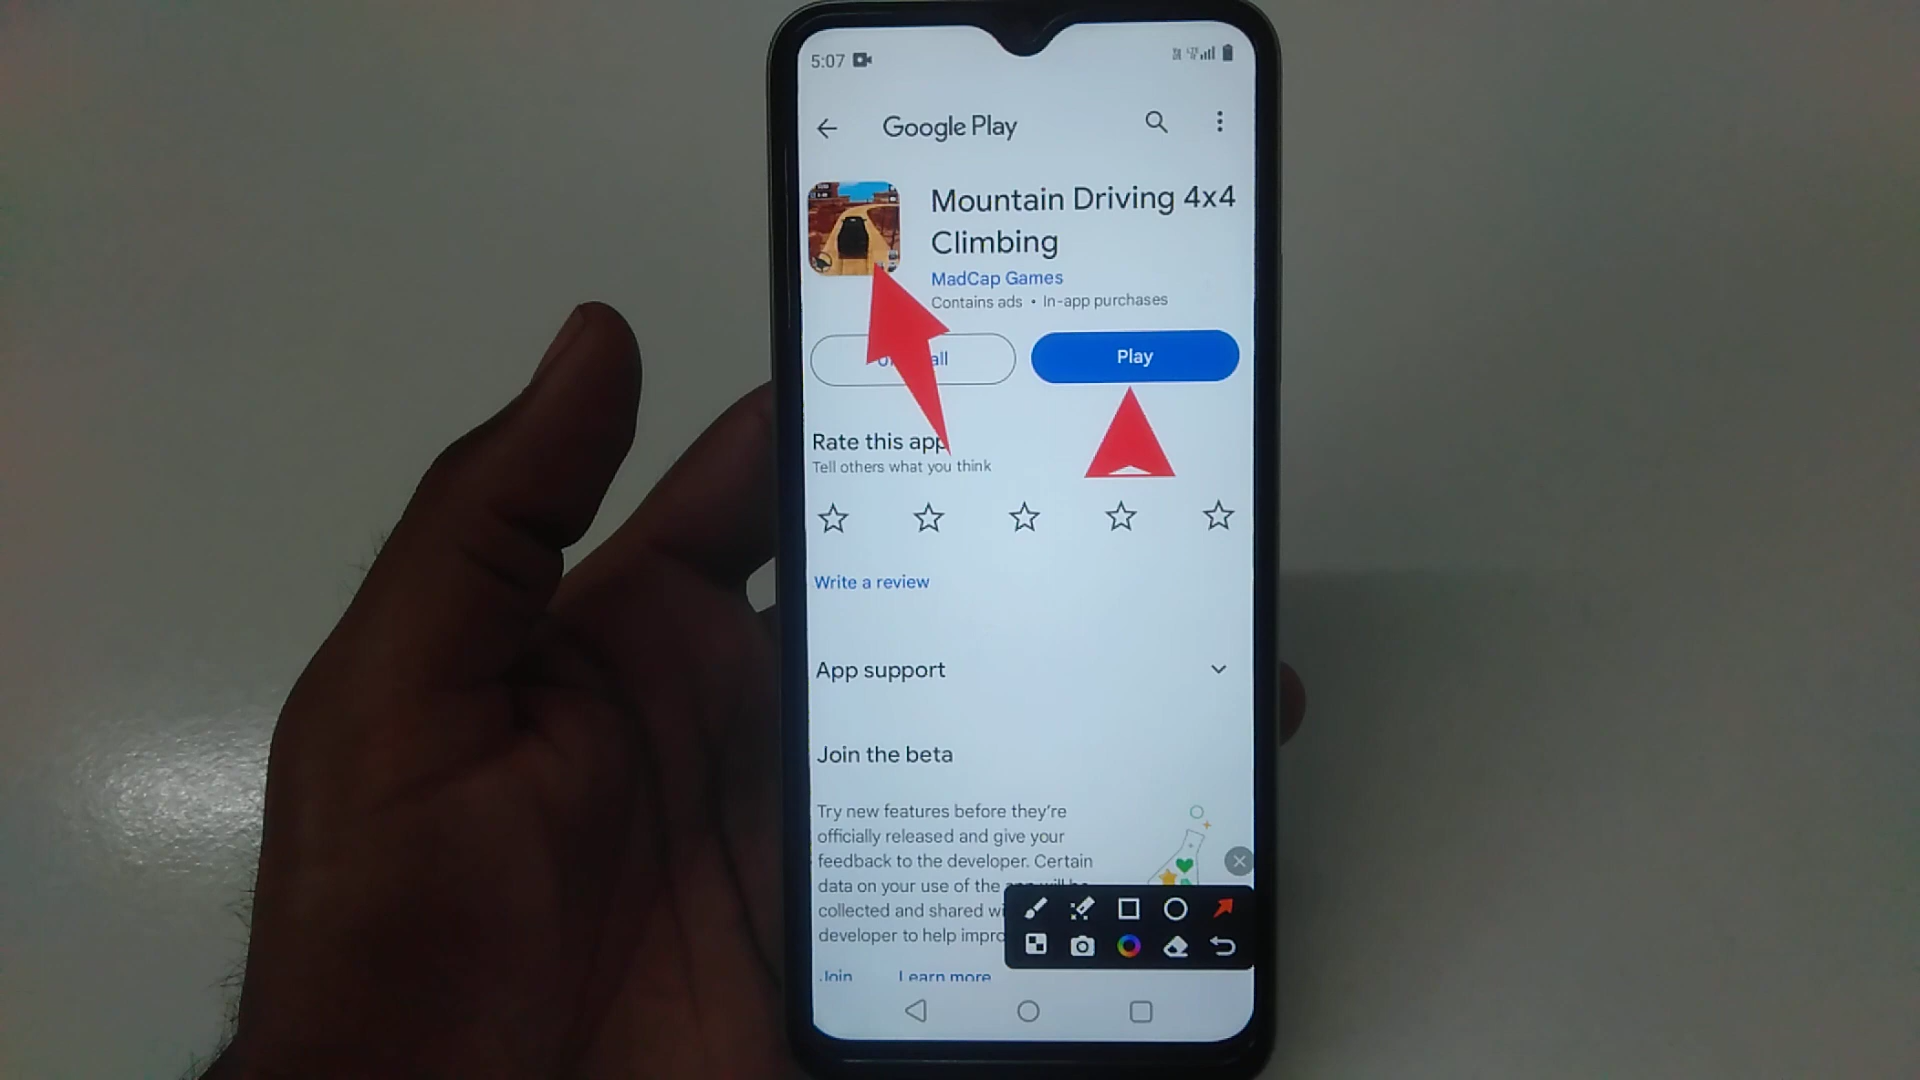 5:07
Google Play
Mountain Driving 4x4
Climbing
MadCap Games
Contains ads • In-app purchases
Play
Rate this app
Tell others what you think
Write a review
App support
Join the beta
Try new features before they're
officially released and give your
feedback to the developer. Certain
data on your use of the app will be
collected and shared
developer to help
Join Learn more